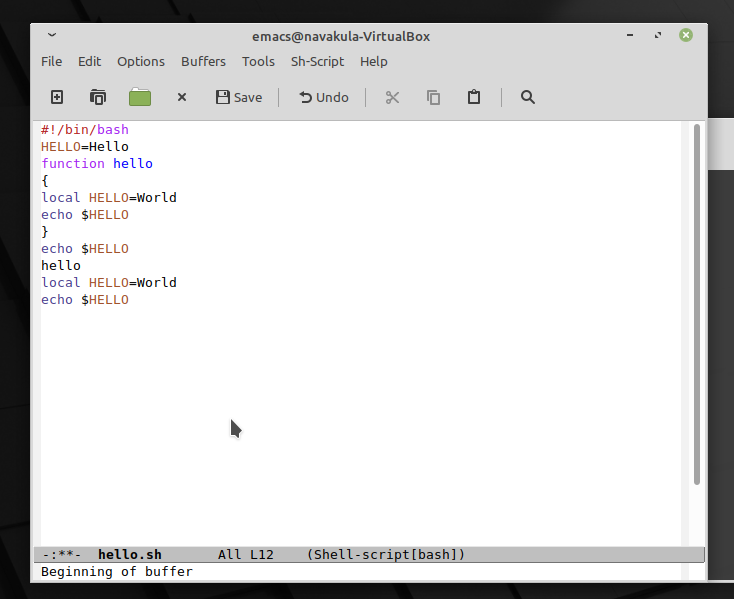 emacs@navakula-VirtualBox
File Edit Options Buffers Tools Sh-Script Help
Save Undo
#!/bin/bash
HELLO=Hello
function hello
{
local HELLO=World
echo $HELLO
}
echo $HELLO
hello
local HELLO=World
echo $HELLO
-:**- hello.sh All L12 (Shell-script[bash])
Beginning of buffer